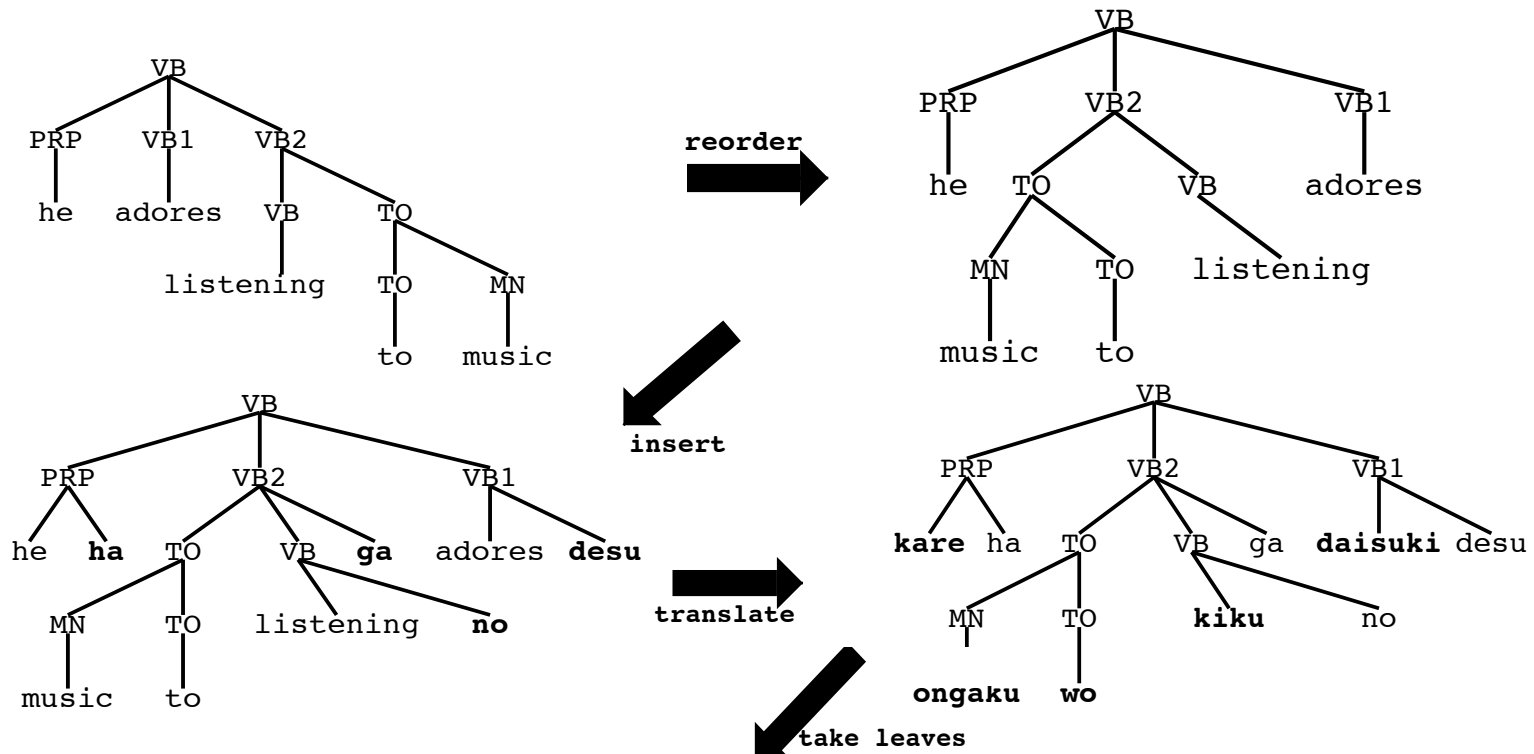 VB
PRP VB1 VB2
he adores VB TO
listening TO MN
to music
reorder
VB
PRP VB2 VB1
he TO VB adores
MN TO listening
music to
insert
VB
PRP VB2 VB1
he ha TO VB ga adores desu
MN TO listening no
music to
translate
VB
PRP VB2 VB1
kare ha TO VB ga daisuki desu
MN TO kiku no
ongaku wo
take leaves